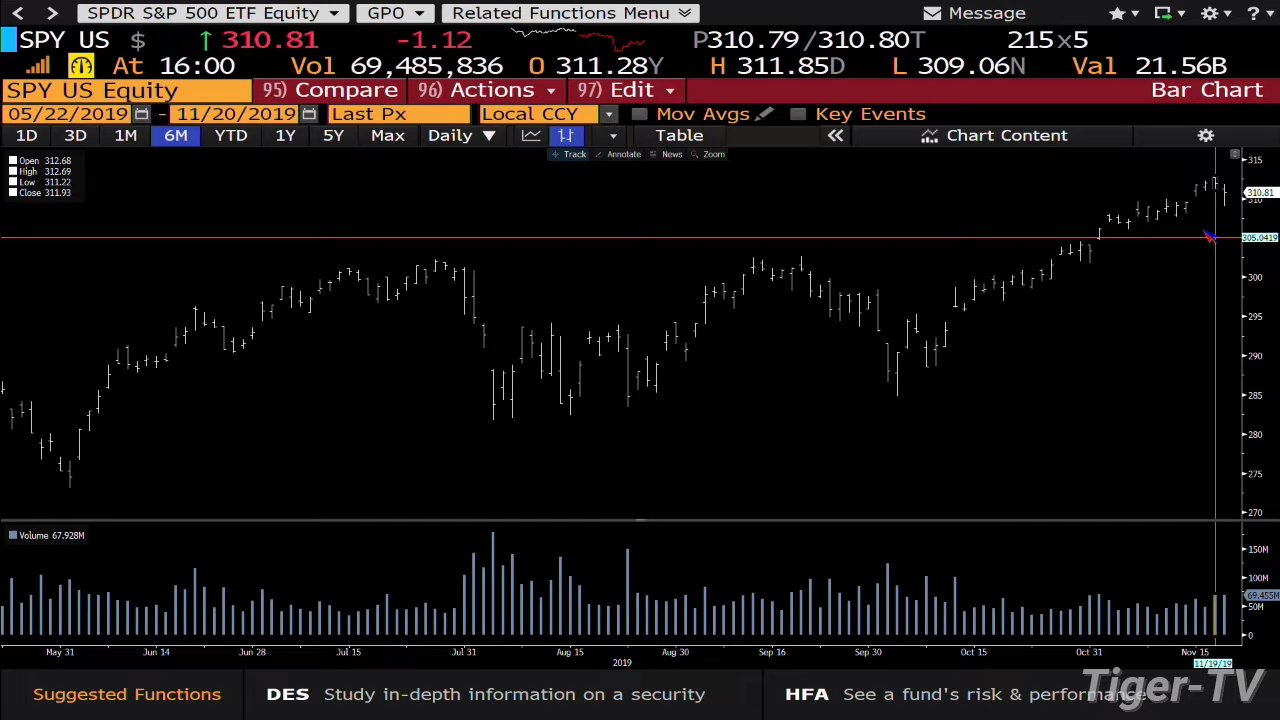 SPDR S&P 500 ETF Equity GPO Related Functions Menu Message ?
SPY US $ ↑ 310.81 -1.12 P310.79 /310.80T 215x5
At 16:00 Vol 69,485,836 O 311.28Y H 311.85D L 309.06N Val 21.56B
SPY US Equity 95) Compare 96) Actions 97) Edit Bar Chart
05/22/2019 - 11/20/2019 Last Px Local CCY Mov Avgs Key Events
1D 3D 1M 6M YTD 1Y 5Y Max Daily ▼ Table « Chart Content
Track Annotate News Zoom
Open 312.68
High 312.69
Low 311.22
Close 311.93
315
310.81
310
305.0419
300
295
290
285
280
275
270
Volume 67.928M
150M
100M
69.455M
50M
0
May 31 Jun 14 Jun 28 Jul 15 Jul 31 Aug 15 Aug 30 Sep 16 Sep 30 Oct 15 Oct 31 Nov 15
2019 11/19/19
Suggested Functions DES Study in-depth information on a security HFA See a fund's risk & performance
Tiger-TV